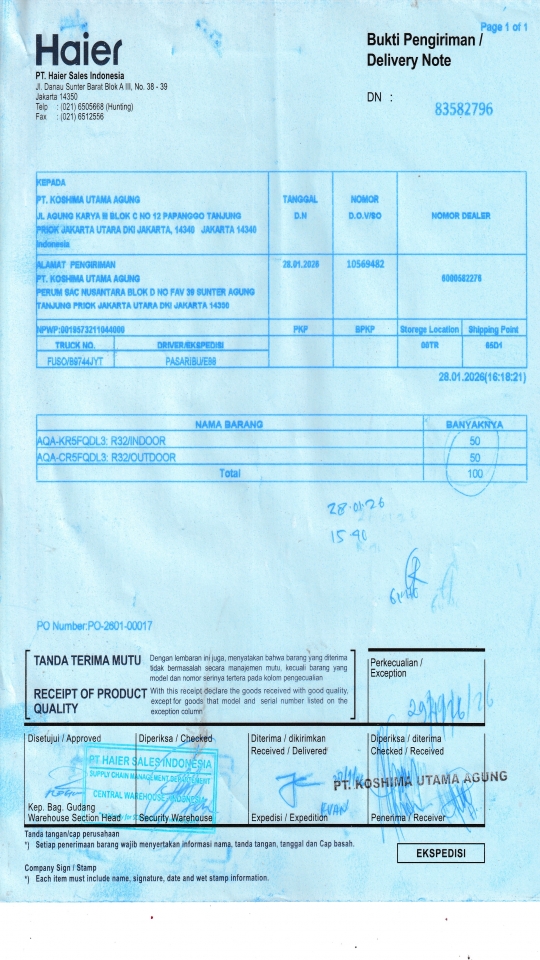 Page 1 of 1
Haier
Bukti Pengiriman /
Delivery Note
PT. Haier Sales Indonesia
Jl. Danau Sunter Barat Blok A III, No. 38 - 39
Jakarta 14350
Telp : (021) 6505668 (Hunting)
Fax : (021) 6512556
DN :
83582796
KEPADA
PT. KOSHIMA UTAMA AGUNG
JL AGUNG KARYA III BLOK C NO 12 PAPANGGO TANJUNG
PRIOK JAKARTA UTARA DKI JAKARTA, 14340 JAKARTA 14340
Indonesia
TANGGAL
D.N
NOMOR
D.O.V/SO
NOMOR DEALER
ALAMAT PENGIRIMAN
PT. KOSHIMA UTAMA AGUNG
PERUM SAC NUSANTARA BLOK D NO FAV 39 SUNTER AGUNG
TANJUNG PRIOK JAKARTA UTARA DKI JAKARTA 14350
28.01.2026
10569482
6000582276
NPWP:0019573211044000
PKP
BPKP
Storege Location
Shipping Point
TRUCK NO.
DRIVER/EKSPEDISI
06TR
65D1
FUSO/B9744JYT
PASARIBU/E88
28.01.2026(16:18:21)
NAMA BARANG
BANYAKNYA
AQA-KR5FQDL3: R32/INDOOR
50
AQA-CR5FQDL3: R32/OUTDOOR
50
Total
100
28-01-26
15-40
PO Number:PO-2601-00017
TANDA TERIMA MUTU
Dengan lembaran ini juga, menyatakan bahwa barang yang diterima
tidak bermasalah secara manajemen mutu, kecuali barang yang
model dan nomor serinya tertera pada kolom pengecualian
RECEIPT OF PRODUCT
QUALITY
With this receipt declare the goods received with good quality,
except for goods that model and serial number listed on the
exception column
Perkecualian /
Exception
Disetujui / Approved
Diperiksa / Checked
Diterima / dikirimkan
Received / Delivered
Diperiksa / diterima
Checked / Received
PT HAIER SALES INDONESIA
SUPPLY CHAIN MANAGEMENT DEPARTEMENT
CENTRAL WAREHOUSE INDONESIA
PT. KOSHIMA UTAMA AGUNG
Kep. Bag. Gudang
Warehouse Section Head
Security Warehouse
Expedisi / Expedition
Penerima / Receiver
Tanda tangan/cap perusahaan
*) Setiap penerimaan barang wajib menyertakan informasi nama, tanda tangan, tanggal dan Cap basah.
EKSPEDISI
Company Sign / Stamp
*) Each item must include name, signature, date and wet stamp information.